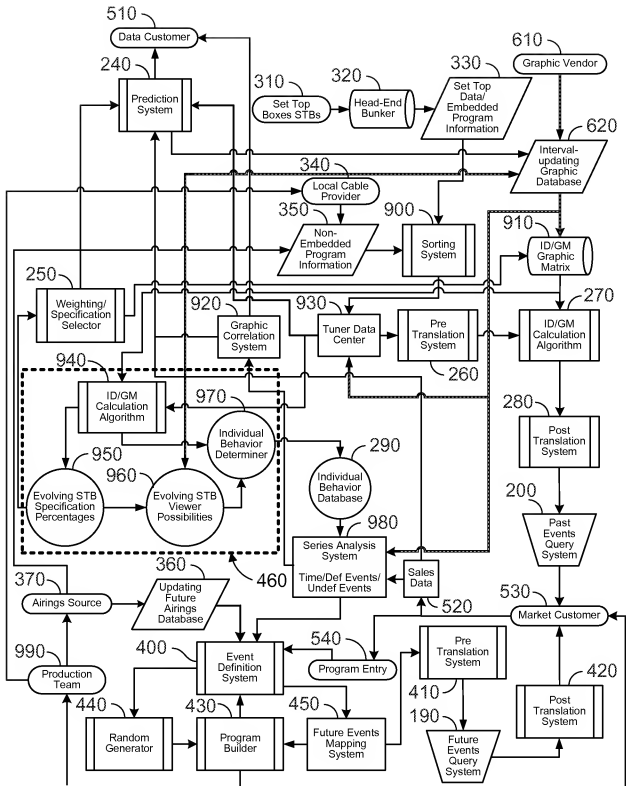 510
Data Customer
240
Prediction
System
310
Set Top
Boxes STBs
320
Head-End
Bunker
330
Set Top
Data/
Embedded
Program
Information
610
Graphic Vendor
620
Interval-
updating
Graphic
Database
340
Local Cable
Provider
350
Non-
Embedded
Program
Information
900
Sorting
System
910
ID/GM
Graphic
Matrix
250
Weighting/
Specification
Selector
920
Graphic
Correlation
System
930
Tuner Data
Center
Pre
Translation
System
260
270
ID/GM
Calculation
Algorithm
940
ID/GM
Calculation
Algorithm
970
Individual
Behavior
Determiner
280
Post
Translation
System
950
Evolving STB
Specification
Percentages
960
Evolving STB
Viewer
Possibilities
290
Individual
Behavior
Database
200
Past
Events
Query
System
460
980
Series Analysis
System
Time/Def Events/
Undef Events
Sales
Data
520
370
Airings Source
360
Updating
Future
Airings
Database
530
Market Customer
990
Production
Team
400
Event
Definition
System
540
Program Entry
Pre
Translation
System
410
420
Post
Translation
System
440
Random
Generator
430
Program
Builder
450
Future Events
Mapping
System
190
Future
Events
Query
System